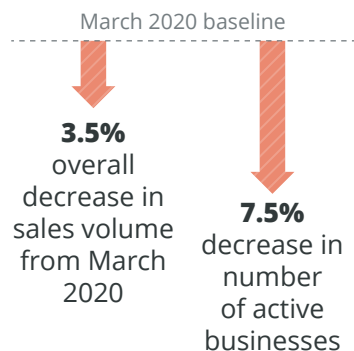 March 2020 baseline
3.5%
overall
decrease in
sales volume
from March
2020
7.5%
decrease in
number
of active
businesses